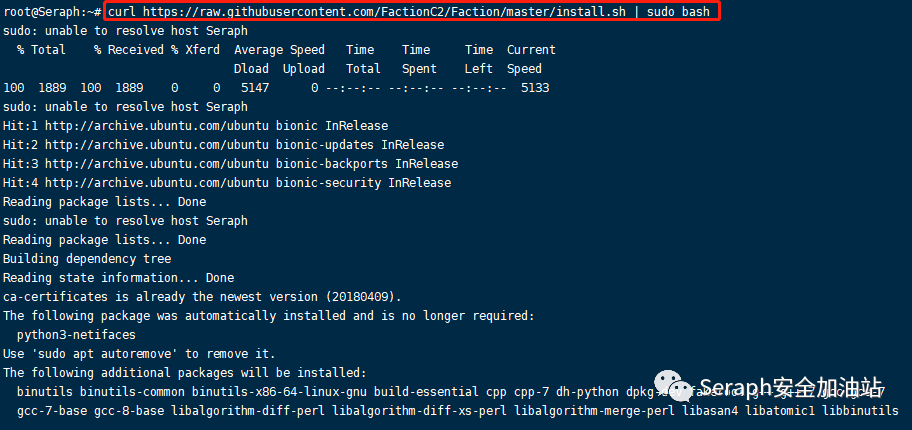 root@Seraph:~# curl https://raw.githubusercontent.com/FactionC2/Faction/master/install.sh | sudo bash
sudo: unable to resolve host Seraph
  % Total    % Received % Xferd  Average Speed   Time    Time     Time  Current
                                 Dload  Upload   Total   Spent    Left  Speed
100  1889  100  1889    0     0   5147      0 --:--:-- --:--:-- --:--:--  5133
sudo: unable to resolve host Seraph
Hit:1 http://archive.ubuntu.com/ubuntu bionic InRelease
Hit:2 http://archive.ubuntu.com/ubuntu bionic-updates InRelease
Hit:3 http://archive.ubuntu.com/ubuntu bionic-backports InRelease
Hit:4 http://archive.ubuntu.com/ubuntu bionic-security InRelease
Reading package lists... Done
sudo: unable to resolve host Seraph
Reading package lists... Done
Building dependency tree
Reading state information... Done
ca-certificates is already the newest version (20180409).
The following package was automatically installed and is no longer required:
  python3-netifaces
Use 'sudo apt autoremove' to remove it.
The following additional packages will be installed:
  binutils binutils-common binutils-x86-64-linux-gnu build-essential cpp cpp-7 dh-python
  gcc-7-base gcc-8-base libalgorithm-diff-perl libalgorithm-diff-xs-perl libalgorithm-merge-perl libasan4 libatomic1 libbinutils
Seraph安全加油站